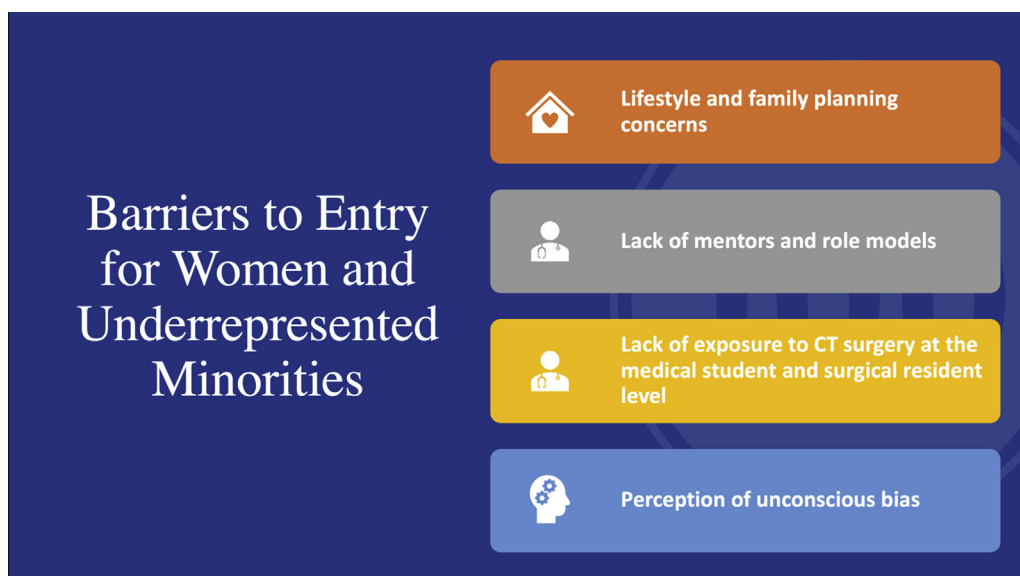 Barriers to Entry
for Women and
Underrepresented
Minorities
Lifestyle and family planning
concerns
Lack of mentors and role models
Lack of exposure to CT surgery at the
medical student and surgical resident
level
Perception of unconscious bias